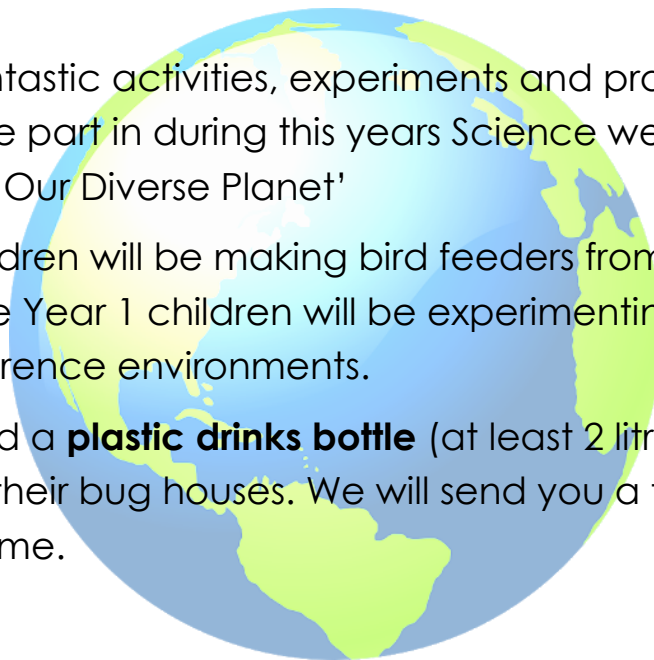 ntastic activities, experiments and pro
e part in during this years Science we
Our Diverse Planet’
dren will be making bird feeders from
e Year 1 children will be experimentin
rence environments.
d a plastic drinks bottle (at least 2 litr
their bug houses. We will send you a
me.